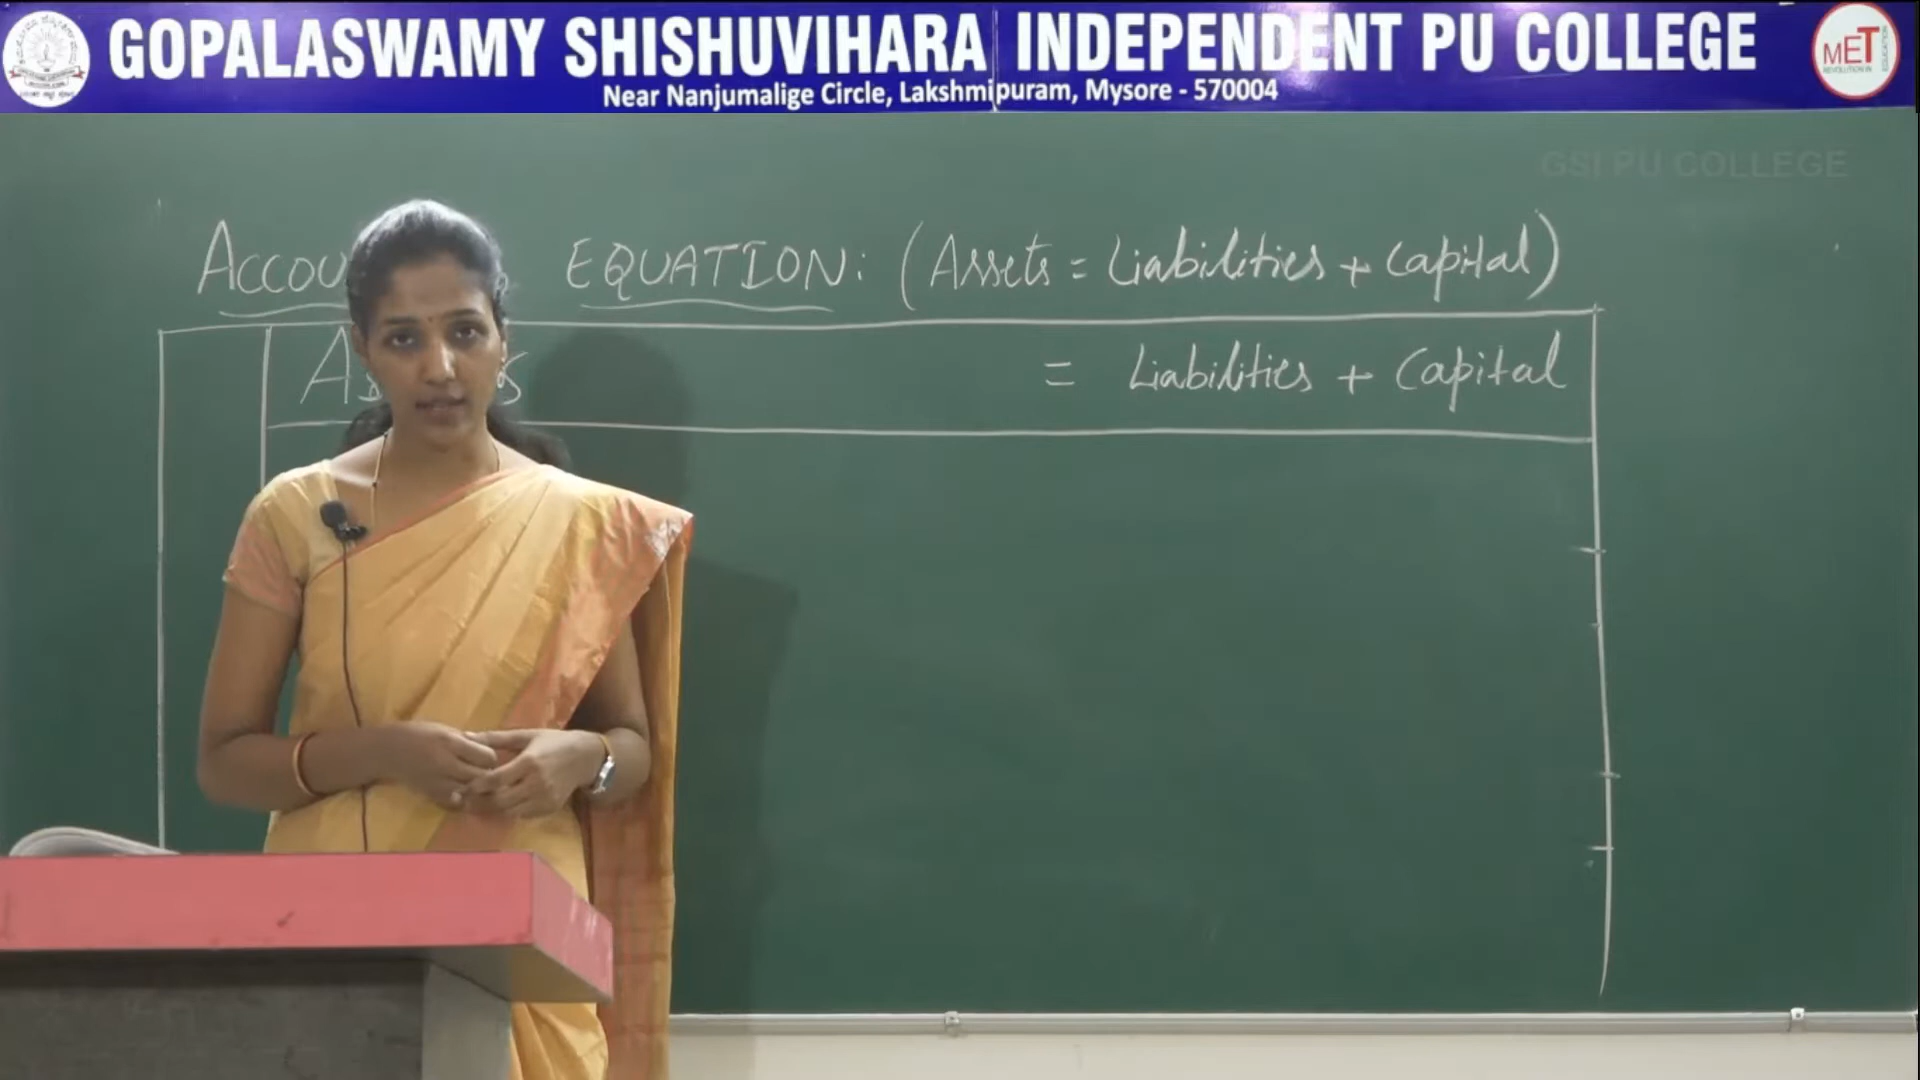 GOPALASWAMY SHISHUVIHARA INDEPENDENT PU COLLEGE
Near Nanjumalige Circle, Lakshmipuram, Mysore - 570004
MET
GSI PU COLLEGE
EQUATION: (Assets = Liabilities + Capital)
= Liabilities + Capital